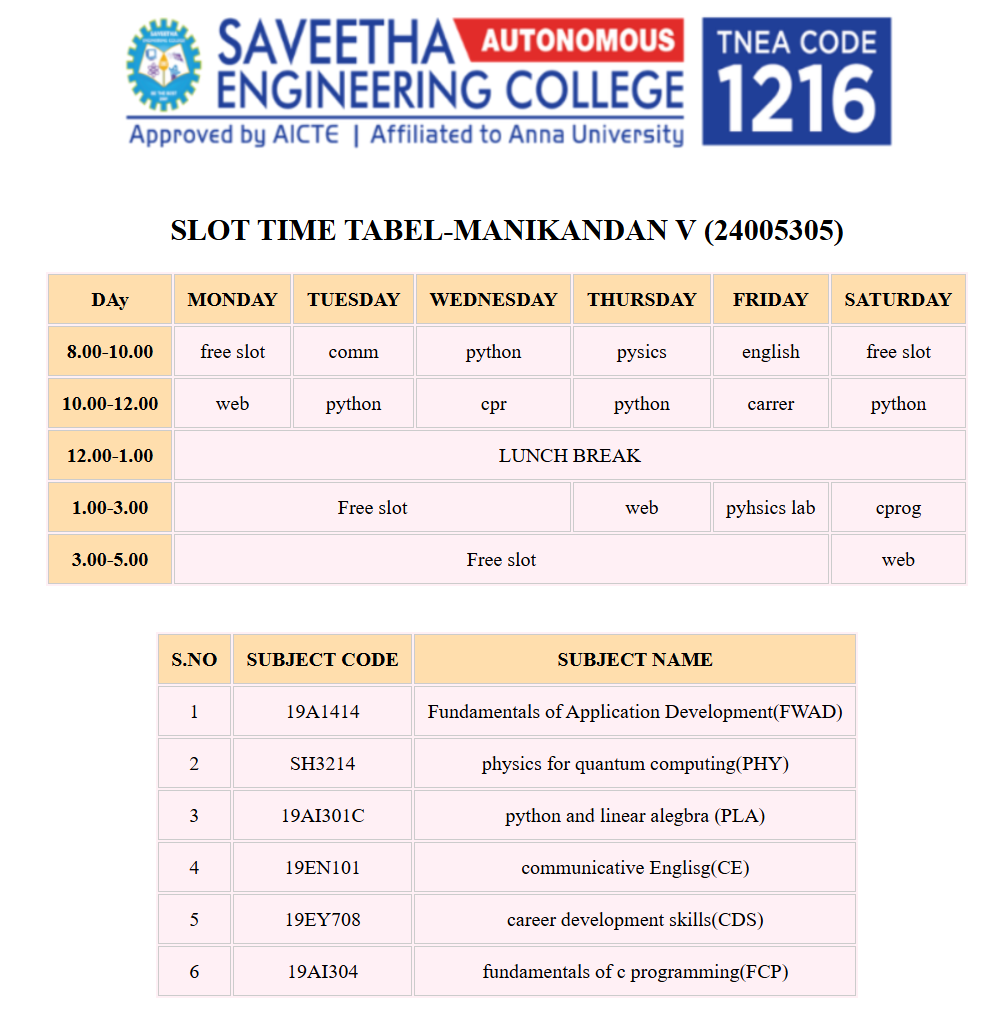 SAVEETHA AUTONOMOUS
ENGINEERING COLLEGE
Approved by AICTE | Affiliated to Anna University
TNEA CODE
1216
SLOT TIME TABEL-MANIKANDAN V (24005305)
DAy MONDAY TUESDAY WEDNESDAY THURSDAY FRIDAY SATURDAY
8.00-10.00 free slot comm python pysics english free slot
10.00-12.00 web python cpr python carrer python
12.00-1.00 LUNCH BREAK
1.00-3.00 Free slot web pyhsics lab cprog
3.00-5.00 Free slot web
S.NO SUBJECT CODE SUBJECT NAME
1 19A1414 Fundamentals of Application Development(FWAD)
2 SH3214 physics for quantum computing(PHY)
3 19AI301C python and linear alegbra (PLA)
4 19EN101 communicative Englisg(CE)
5 19EY708 career development skills(CDS)
6 19AI304 fundamentals of c programming(FCP)